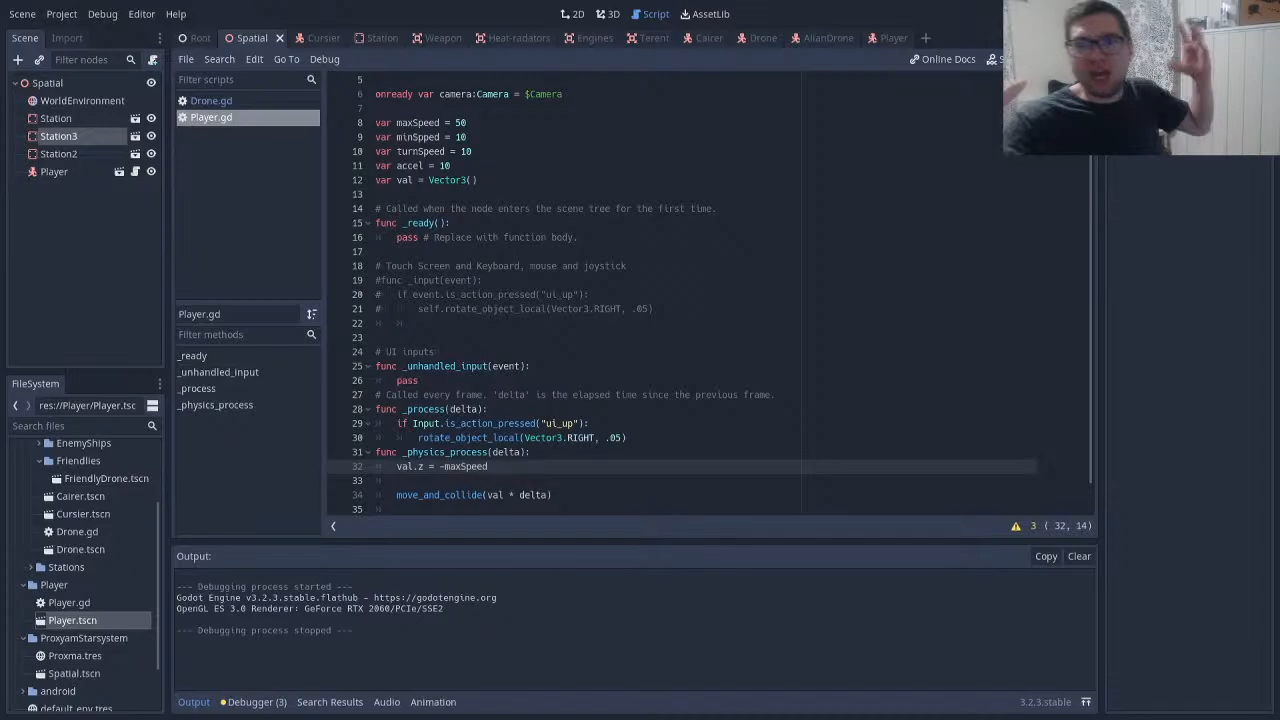 Scene Project Debug Editor Help
2D 3D Script AssetLib
Scene Import
Filter nodes
Spatial
WorldEnvironment
Station
Station3
Station2
Player
Root Spatial Cursier Station Weapon Heat-radators Engines Terent Cairer Drone AlianDrone Player
File Search Edit Go To Debug
Online Docs
Filter scripts
Drone.gd
Player.gd
Player.gd
Filter methods
_ready
_unhandled_input
_process
_physics_process
5
6 onready var camera:Camera = $Camera
7
8 var maxSpeed = 50
9 var minSpped = 10
10 var turnSpeed = 10
11 var accel = 10
12 var val = Vector3()
13
14 # Called when the node enters the scene tree for the first time.
15 func _ready():
16 pass # Replace with function body.
17
18 # Touch Screen and Keyboard, mouse and joystick
19 #func _input(event):
20 # if event.is_action_pressed("ui_up"):
21 # self.rotate_object_local(Vector3.RIGHT, .05)
22
23
24 # UI inputs
25 func _unhandled_input(event):
26 pass
27 # Called every frame. 'delta' is the elapsed time since the previous frame.
28 func _process(delta):
29 if Input.is_action_pressed("ui_up"):
30 rotate_object_local(Vector3.RIGHT, .05)
31 func _physics_process(delta):
32 val.z = -maxSpeed
33
34 move_and_collide(val * delta)
35
3 ( 32, 14)
FileSystem
res://Player/Player.tsc
Search files
EnemyShips
Friendlies
FriendlyDrone.tscn
Cairer.tscn
Cursier.tscn
Drone.gd
Drone.tscn
Stations
Player
Player.gd
Player.tscn
ProxyamStarsystem
Proxma.tres
Spatial.tscn
android
default_env.tres
Output:
Copy Clear
--- Debugging process started ---
Godot Engine v3.2.3.stable.flathub - https://godotengine.org
OpenGL ES 3.0 Renderer: GeForce RTX 2060/PCIe/SSE2
--- Debugging process stopped ---
Output Debugger (3) Search Results Audio Animation
3.2.3.stable